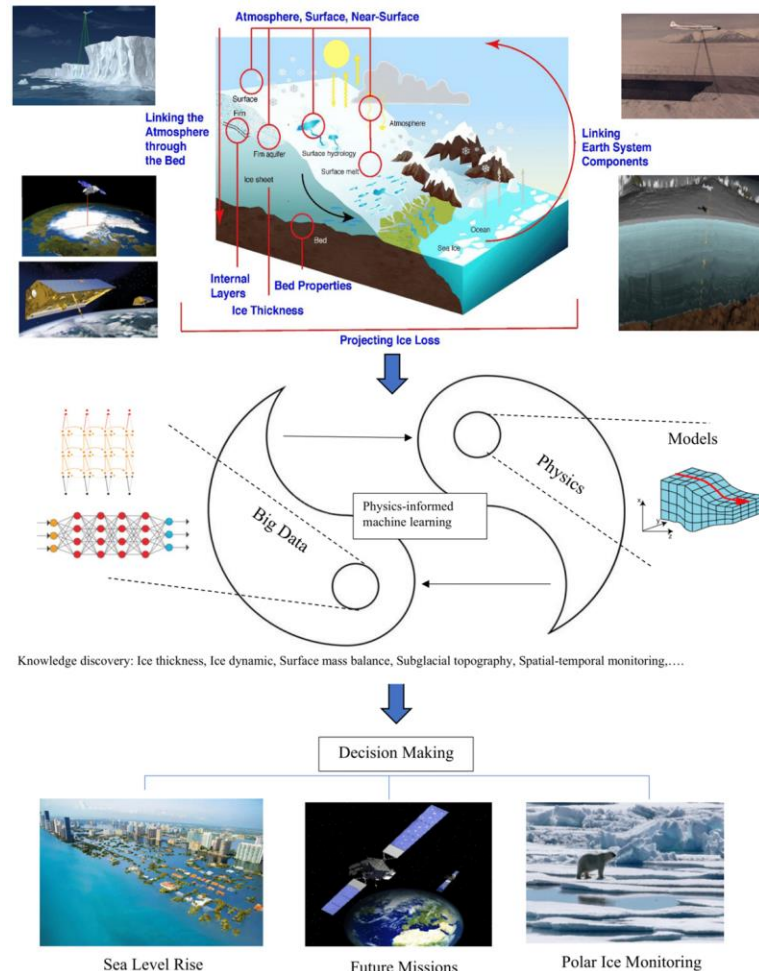 Atmosphere, Surface, Near-Surface
Linking the
Atmosphere
through
the Bed
Surface
Firn
Firn aquifer
Ice sheet
Surface hydrology
Surface melt
Atmosphere
Bed
Sea Ice
Ocean
Linking
Earth System
Components
Internal
Layers
Bed Properties
Ice Thickness
Projecting Ice Loss
Big Data
Physics-informed
machine learning
Physics
Models
x
y
z
Knowledge discovery: Ice thickness, Ice dynamic, Surface mass balance, Subglacial topography, Spatial-temporal monitoring,….
Decision Making
Sea Level Rise
Future Missions
Polar Ice Monitoring